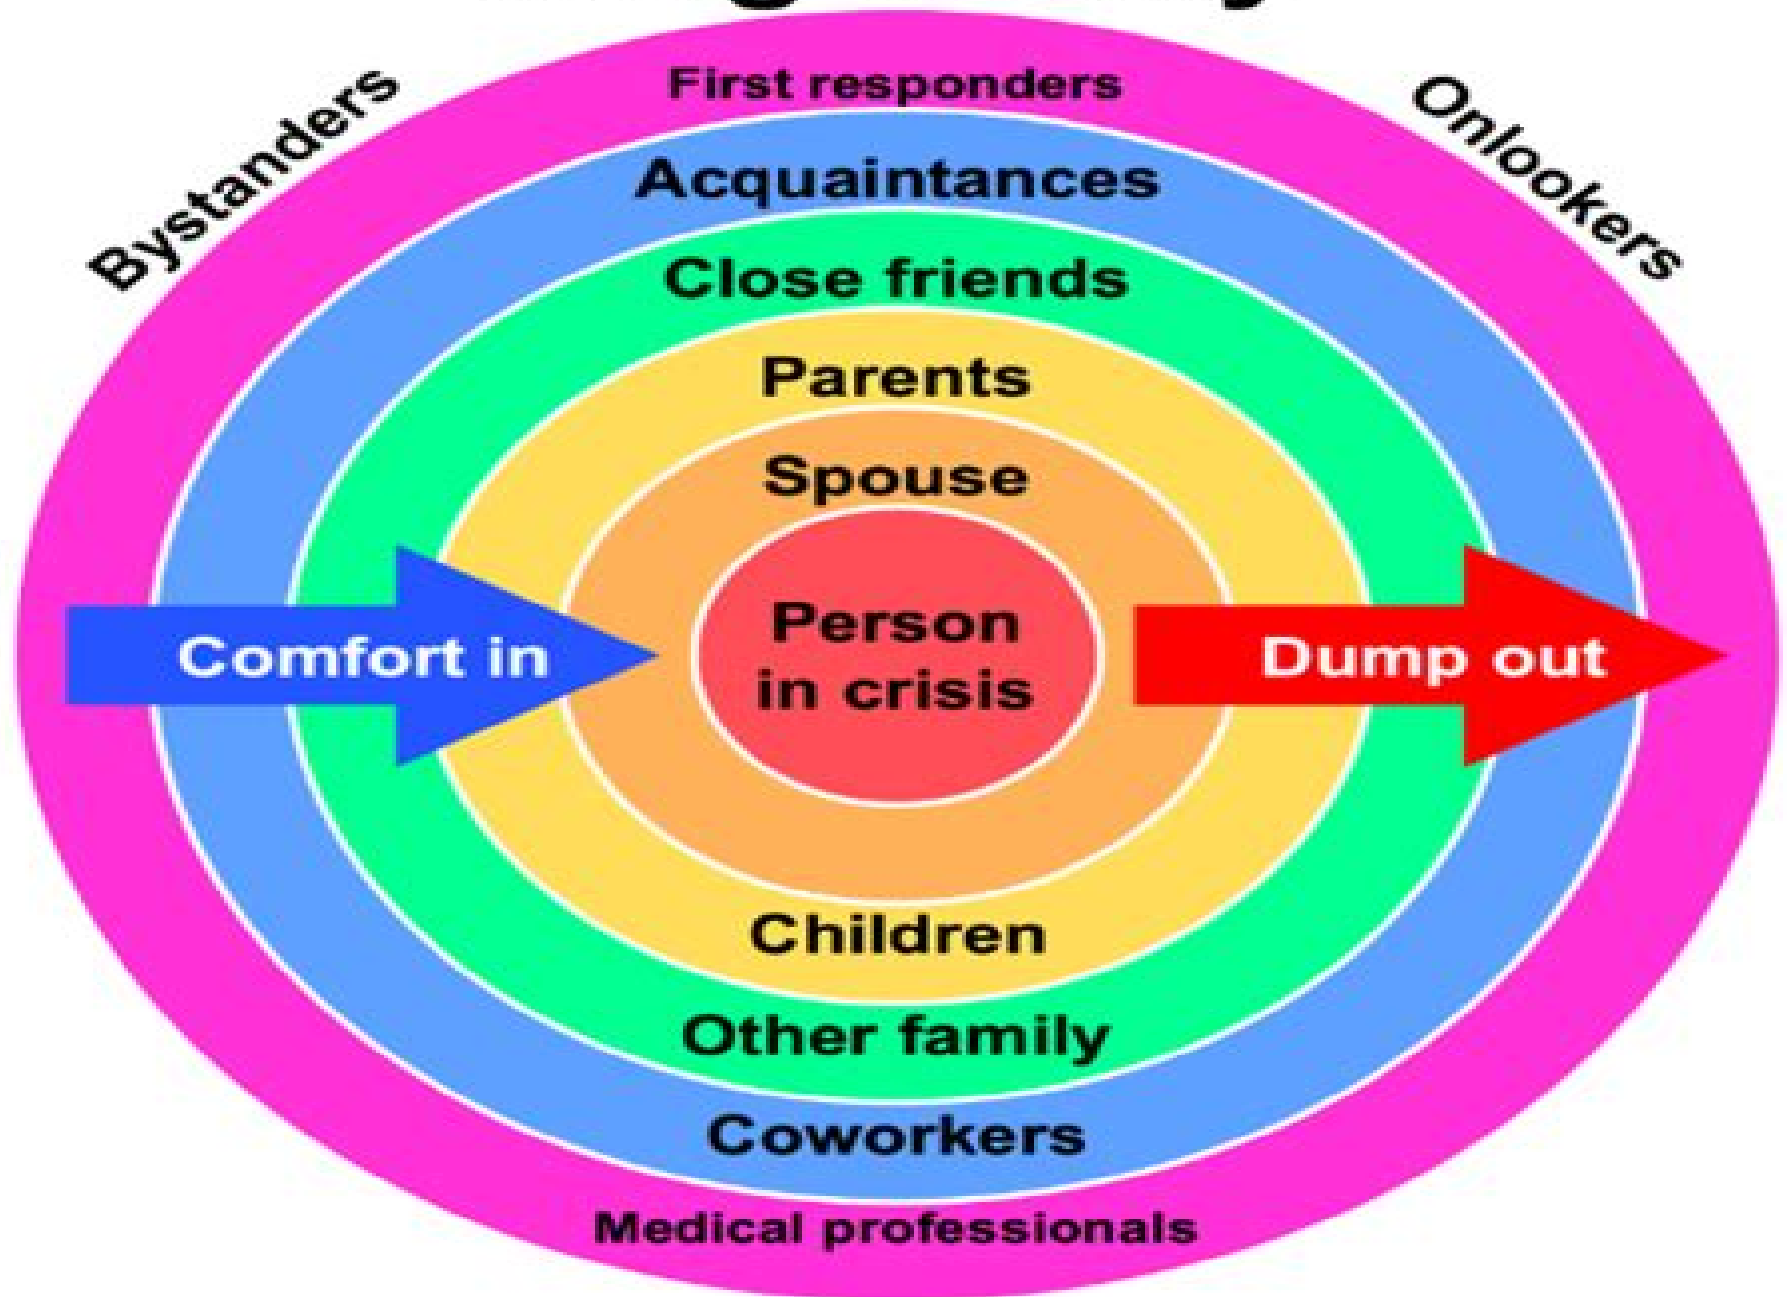 First responders
Bystanders
Onlookers
Acquaintances
Close friends
Parents
Spouse
Person
in crisis
Comfort in
Dump out
Children
Other family
Coworkers
Medical professionals